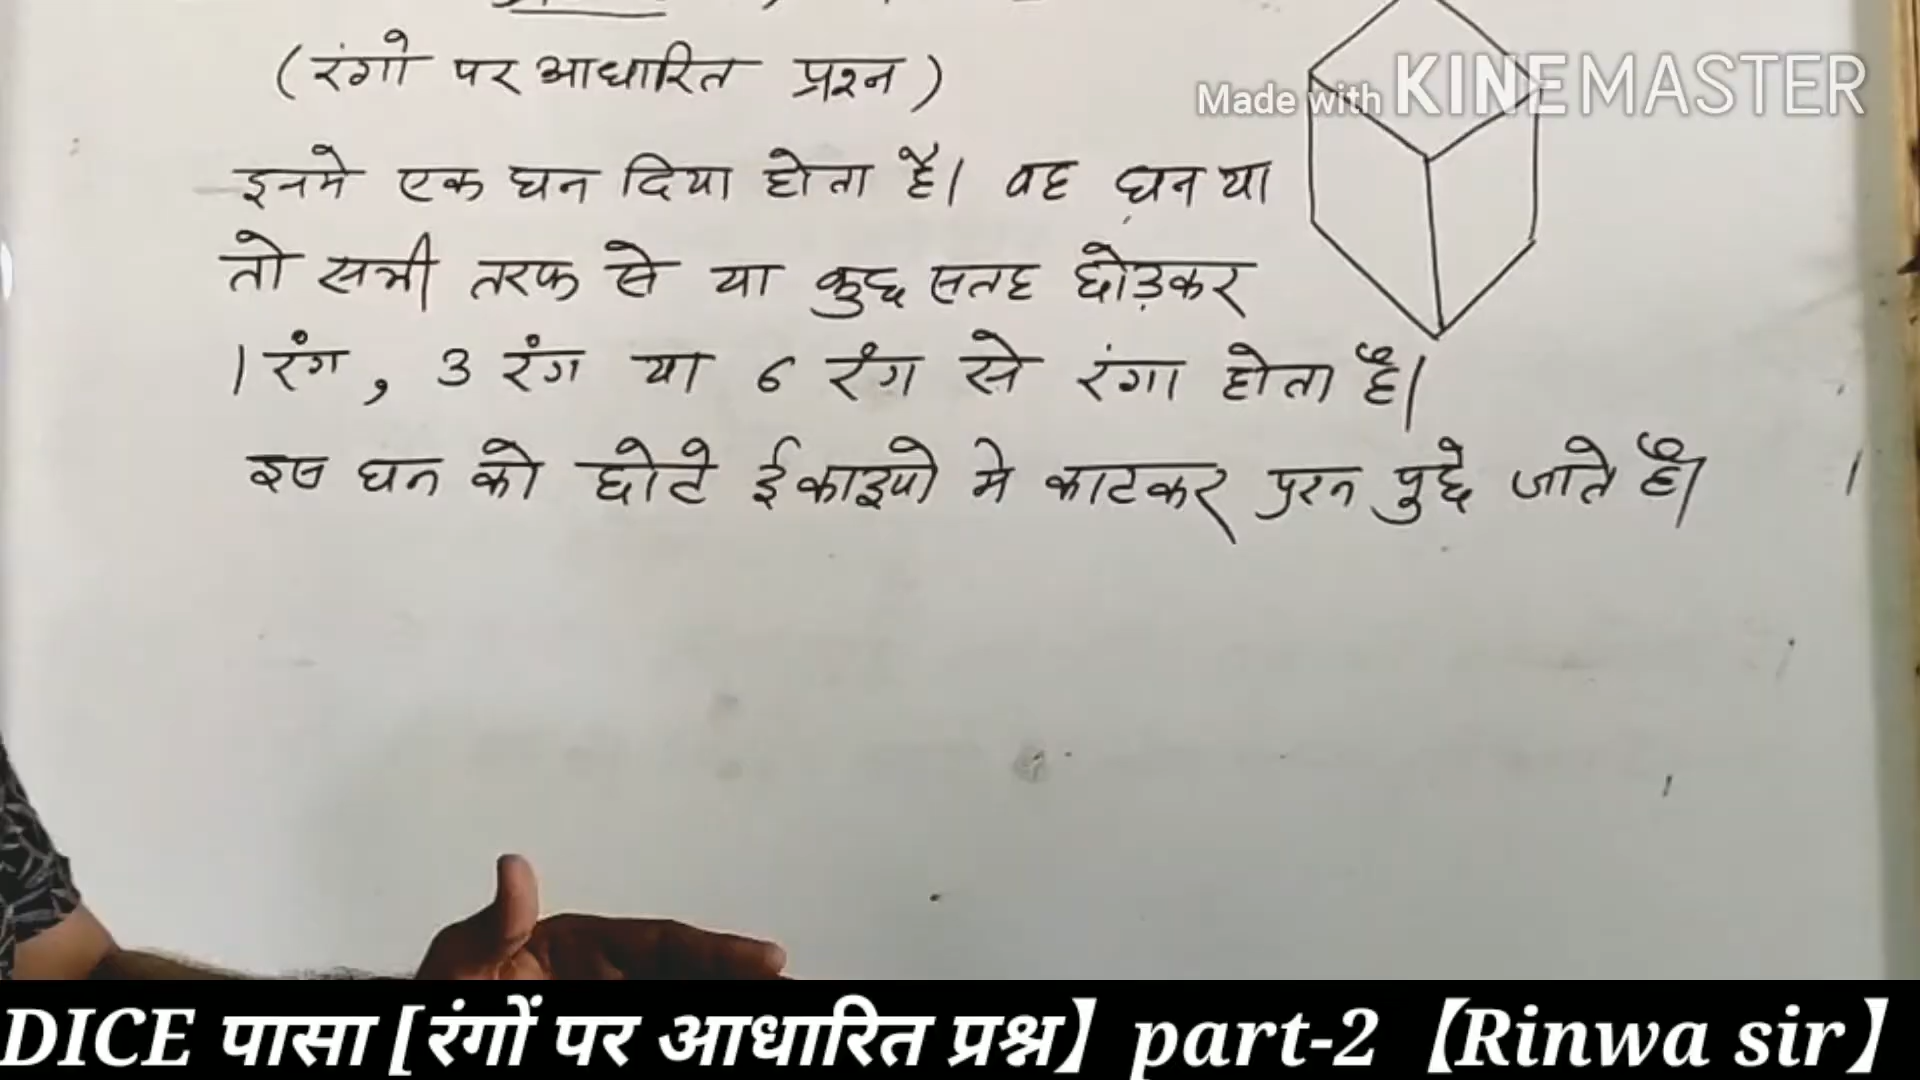 (रंगो पर आधारित प्रश्न)
Made with KINEMASTER
इनमे एक घन दिया होता है। वह घन या
तो सभी तरफ से या कुछ सतह छोड़कर
1 रंग, 3 रंग या 6 रंग से रंगा होता है।
इस घन को छोटे ईकाइयो मे काटकर प्रश्न पुछे जाते है।
DICE पासा [रंगों पर आधारित प्रश्न】 part-2 【Rinwa sir】